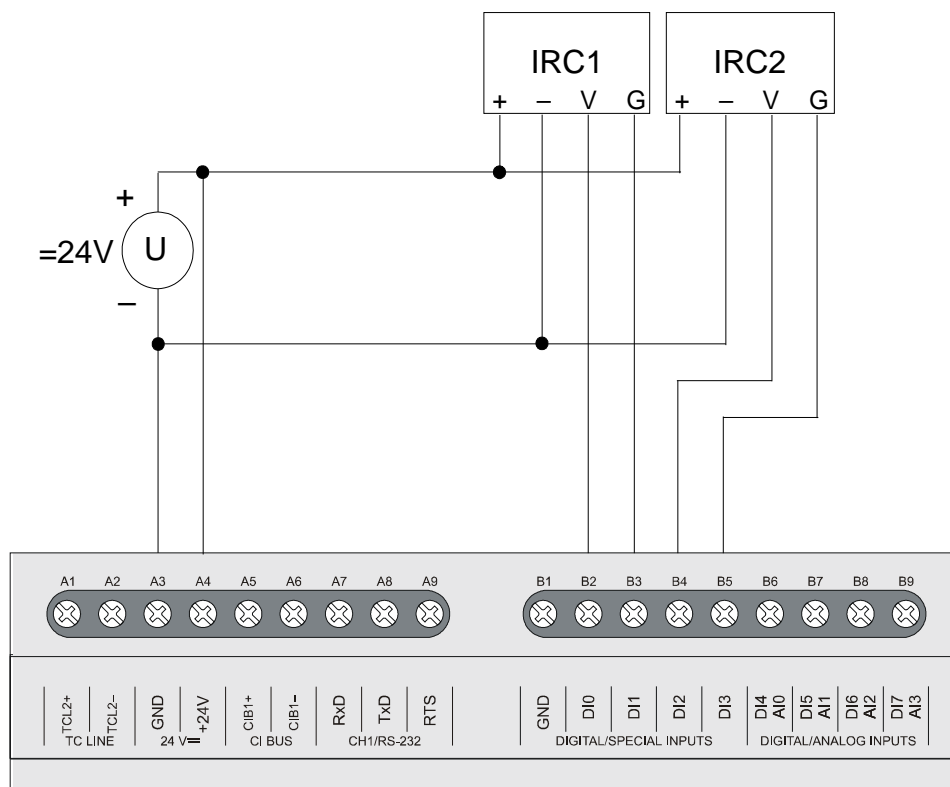 IRC1 IRC2
+ – V G + – V G
+
=24V U
–
A1 A2 A3 A4 A5 A6 A7 A8 A9 B1 B2 B3 B4 B5 B6 B7 B8 B9
TCL2+ TCL2– GND +24V CIB1+ CIB1– RxD TxD RTS GND DI0 DI1 DI2 DI3 DI4 AI0 DI5 AI1 DI6 AI2 DI7 AI3
TC LINE 24 V⎓ CI BUS CH1/RS-232 DIGITAL/SPECIAL INPUTS DIGITAL/ANALOG INPUTS